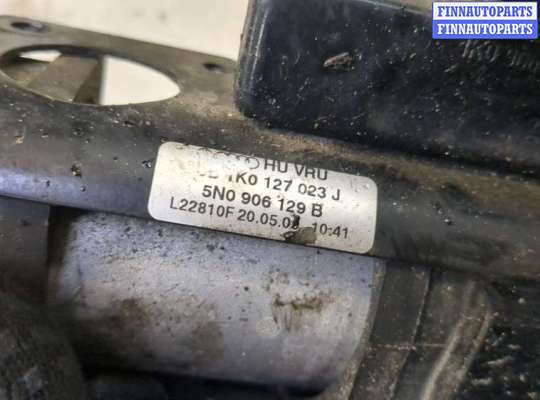 FINNAUTOPARTS
FINNAUTOPARTS
HU VRU
1K0 127 023 J
5N0 906 129 B
L22810F 20.05.0 10:41